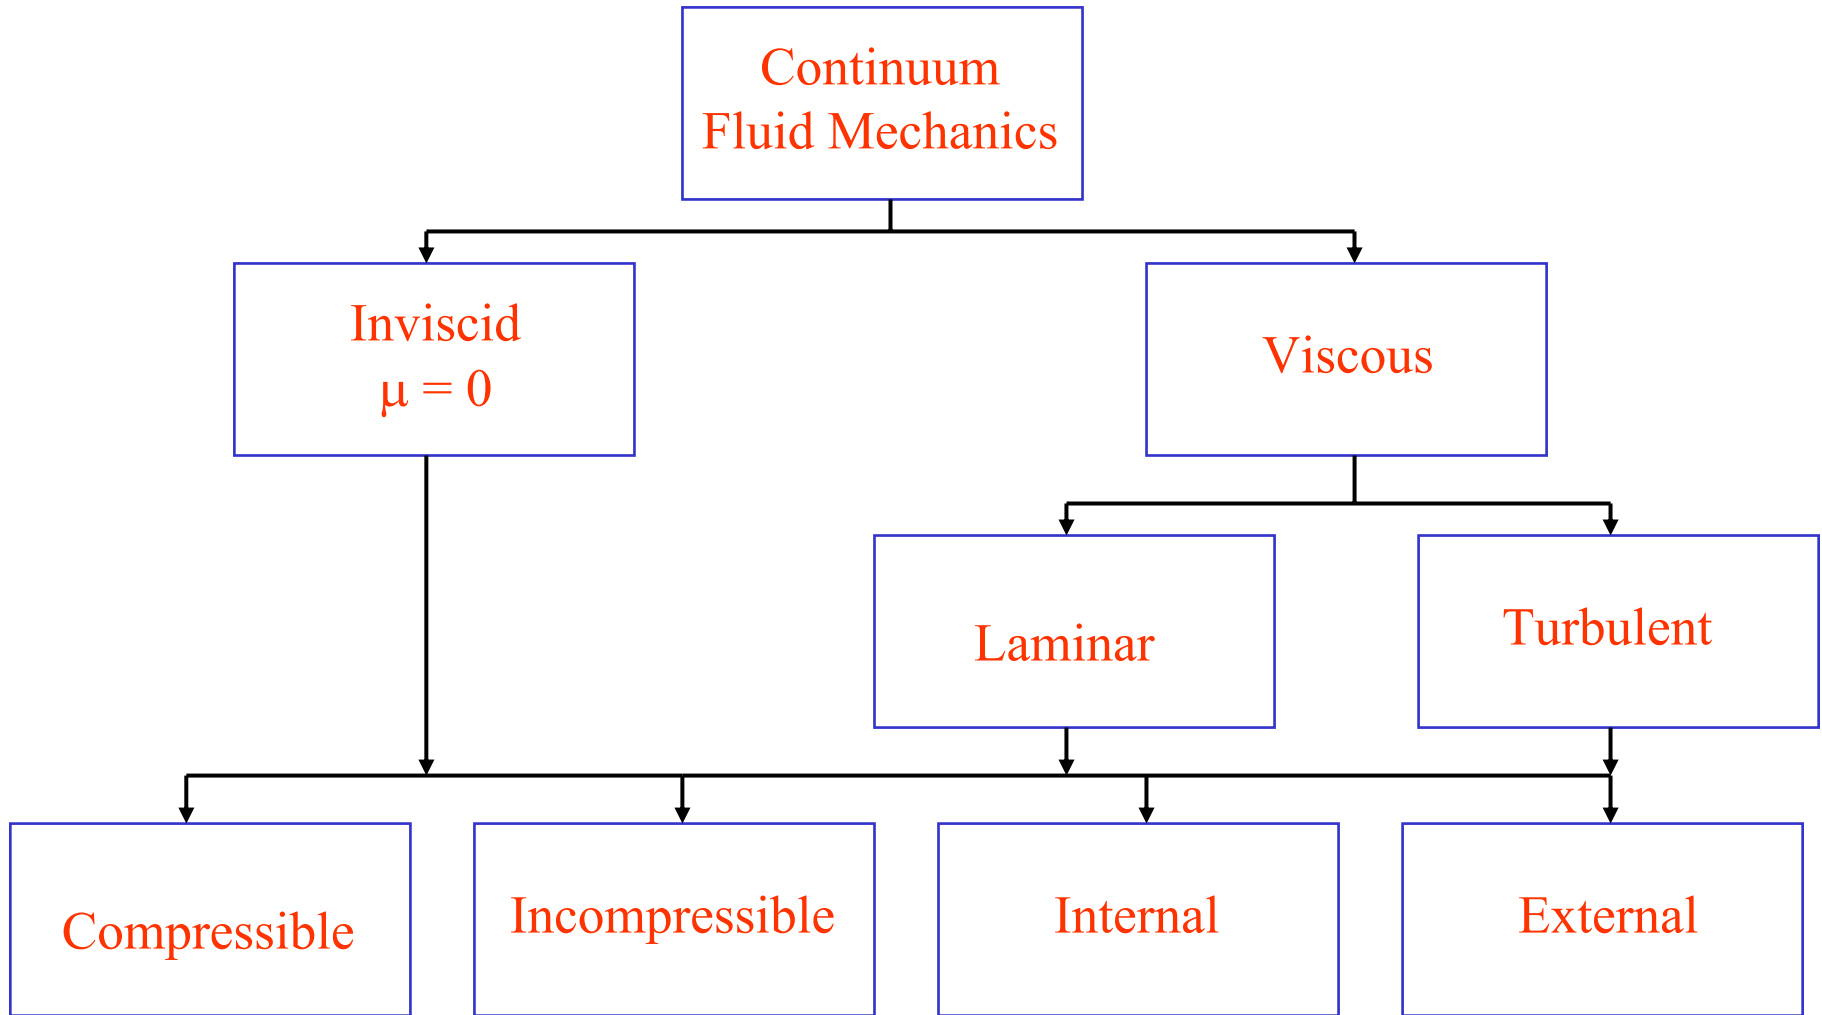 Continuum
Fluid Mechanics
Inviscid
μ = 0
Viscous
Laminar
Turbulent
Compressible
Incompressible
Internal
External